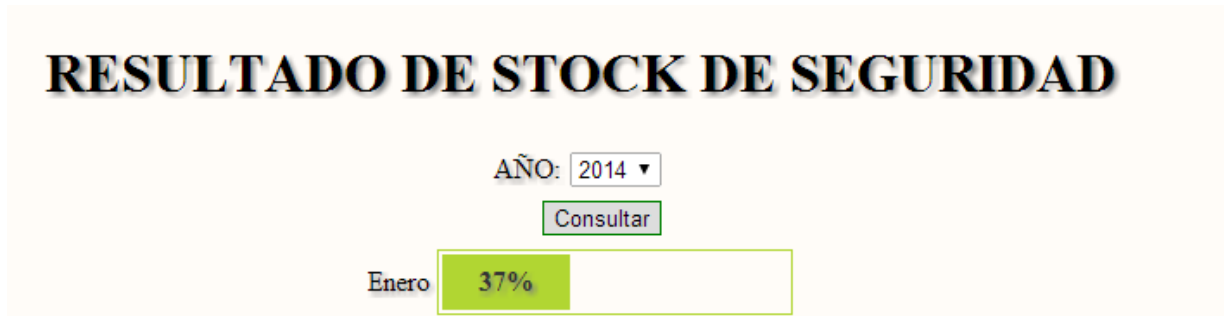 RESULTADO DE STOCK DE SEGURIDAD
AÑO: 2014
Consultar
Enero 37%